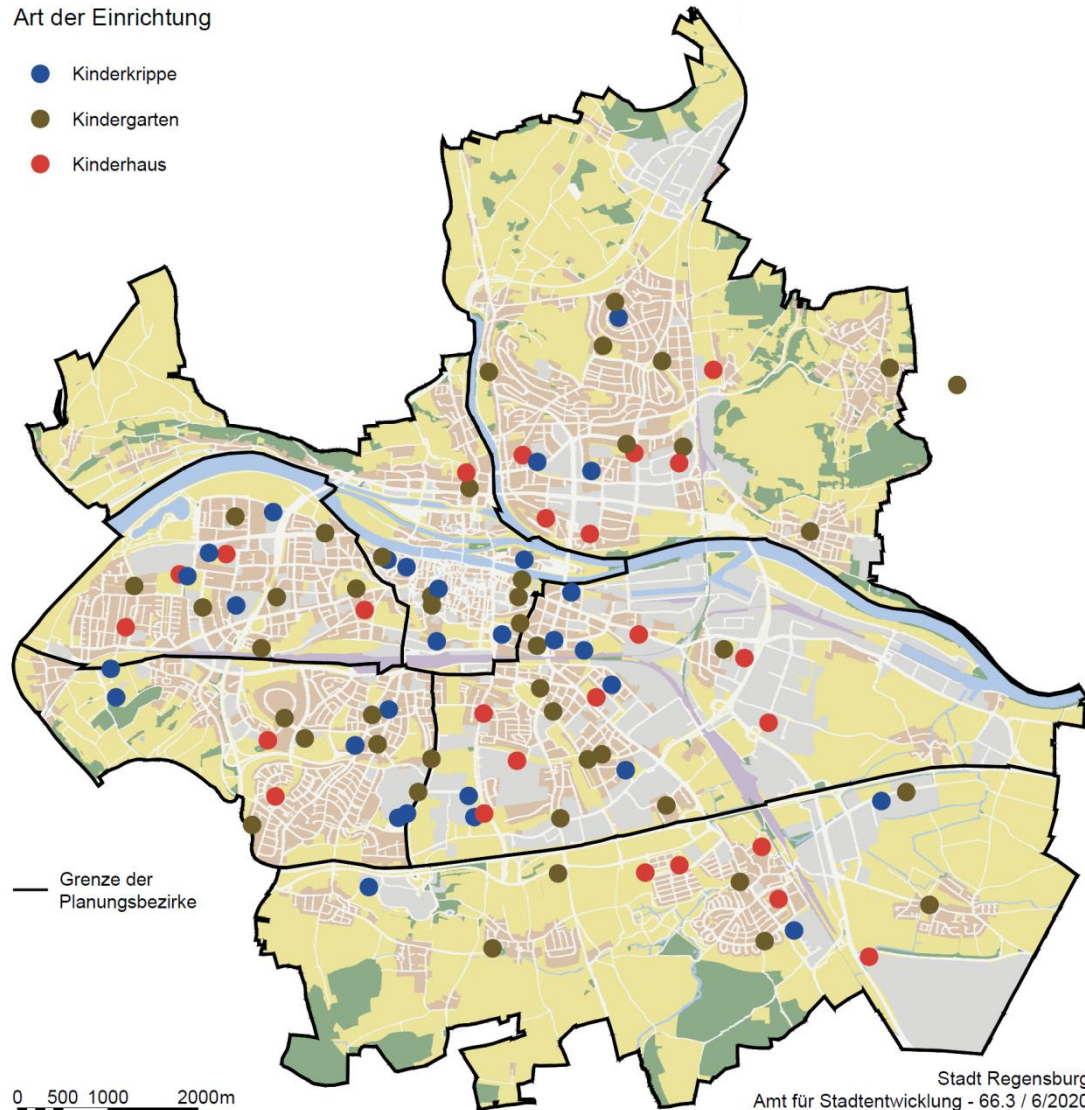 Art der Einrichtung
Kinderkrippe
Kindergarten
Kinderhaus
Grenze der
Planungsbezirke
0 500 1000 2000m
Stadt Regensburg
Amt für Stadtentwicklung - 66.3 / 6/2020